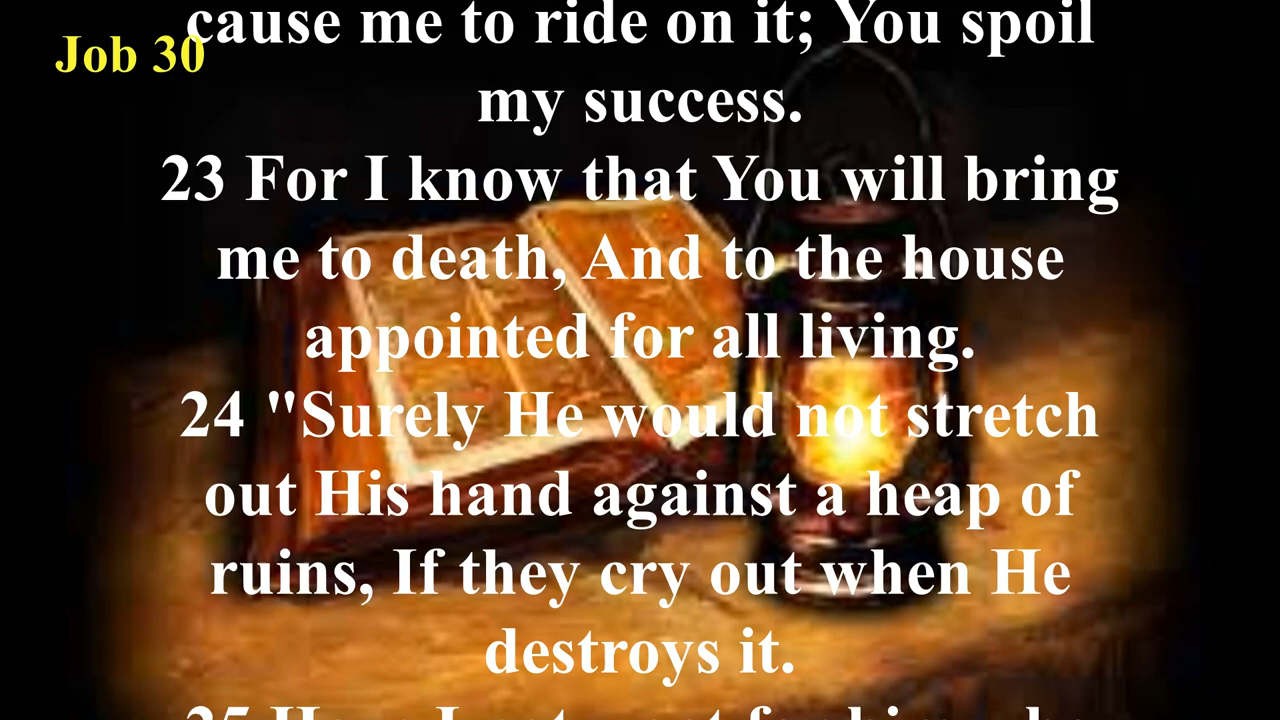 Job 30
cause me to ride on it; You spoil
my success.
23 For I know that You will bring
me to death, And to the house
appointed for all living.
24 "Surely He would not stretch
out His hand against a heap of
ruins, If they cry out when He
destroys it.